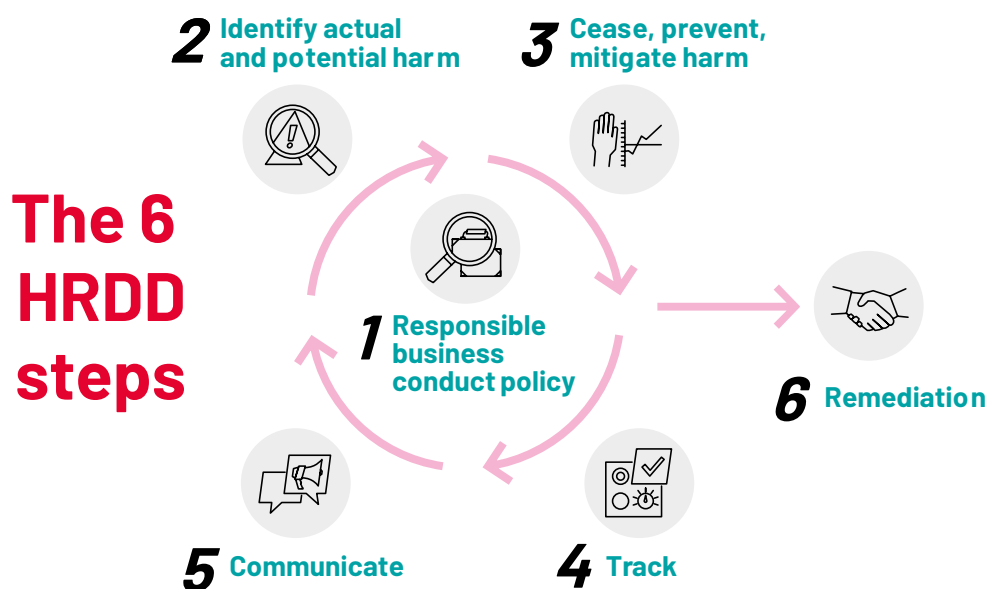 The 6
HRDD
steps
1 Responsible
business
conduct policy
2 Identify actual
and potential harm
3 Cease, prevent,
mitigate harm
4 Track
5 Communicate
6 Remediation